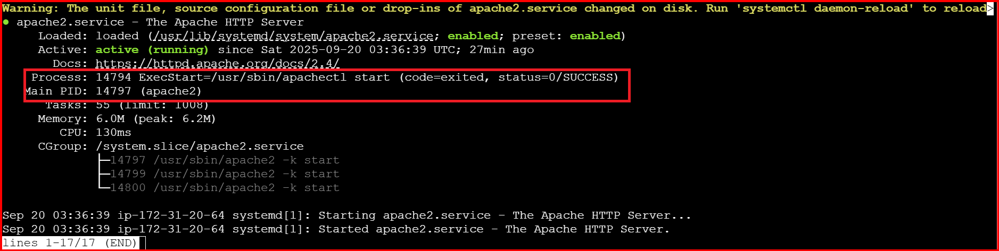 Warning: The unit file, source configuration file or drop-ins of apache2.service changed on disk. Run 'systemctl daemon-reload' to reload>
● apache2.service - The Apache HTTP Server
Loaded: loaded (/usr/lib/systemd/system/apache2.service; enabled; preset: enabled)
Active: active (running) since Sat 2025-09-20 03:36:39 UTC; 27min ago
Docs: https://httpd.apache.org/docs/2.4/
Process: 14794 ExecStart=/usr/sbin/apachectl start (code=exited, status=0/SUCCESS)
Main PID: 14797 (apache2)
Tasks: 55 (limit: 1008)
Memory: 6.0M (peak: 6.2M)
CPU: 130ms
CGroup: /system.slice/apache2.service
├─14797 /usr/sbin/apache2 -k start
├─14799 /usr/sbin/apache2 -k start
└─14800 /usr/sbin/apache2 -k start
Sep 20 03:36:39 ip-172-31-20-64 systemd[1]: Starting apache2.service - The Apache HTTP Server...
Sep 20 03:36:39 ip-172-31-20-64 systemd[1]: Started apache2.service - The Apache HTTP Server.
lines 1-17/17 (END)